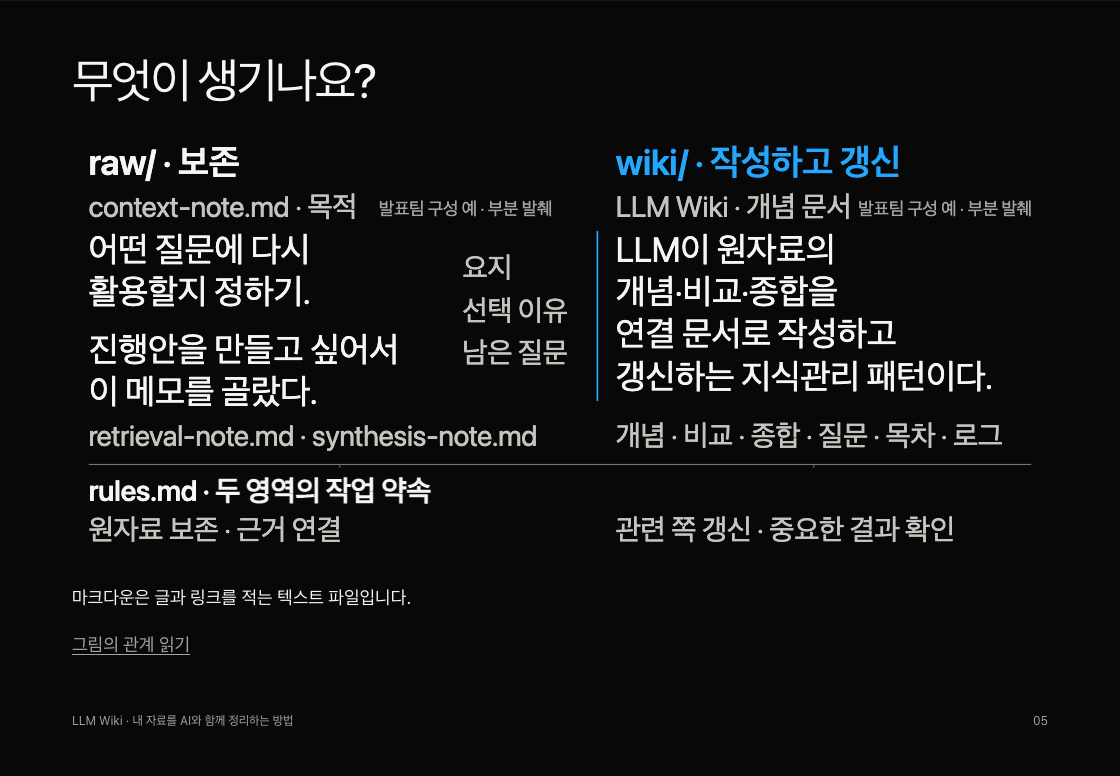 무엇이 생기나요?
raw/ · 보존
context-note.md · 목적 발표팀 구성 예 · 부분 발췌
어떤 질문에 다시
활용할지 정하기.
진행안을 만들고 싶어서
이 메모를 골랐다.
요지
선택 이유
남은 질문
retrieval-note.md · synthesis-note.md
wiki/ · 작성하고 갱신
LLM Wiki · 개념 문서 발표팀 구성 예 · 부분 발췌
LLM이 원자료의
개념·비교·종합을
연결 문서로 작성하고
갱신하는 지식관리 패턴이다.
개념 · 비교 · 종합 · 질문 · 목차 · 로그
rules.md · 두 영역의 작업 약속
원자료 보존 · 근거 연결
관련 쪽 갱신 · 중요한 결과 확인
마크다운은 글과 링크를 적는 텍스트 파일입니다.
그림의 관계 읽기
LLM Wiki · 내 자료를 AI와 함께 정리하는 방법
05